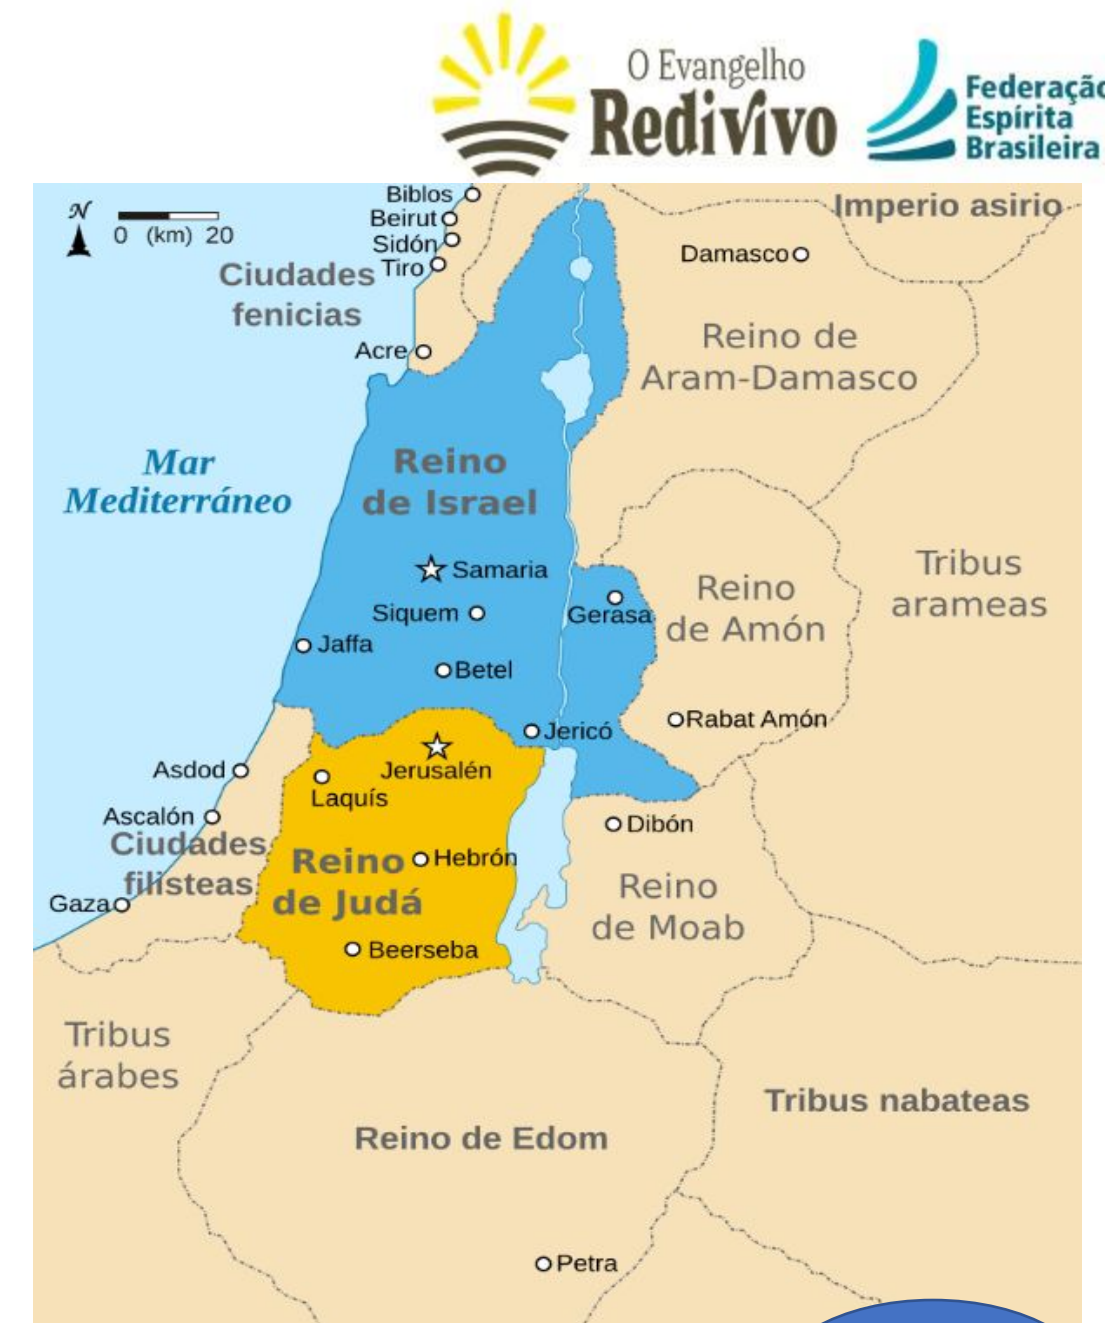 O Evangelho
Redivivo
Federação
Espírita
Brasileira
N
0 (km) 20
Biblos
Beirut
Sidón
Tiro
Imperio asirio
Damasco
Ciudades
fenicias
Reino de
Aram-Damasco
Acre
Mar
Mediterráneo
Reino
de Israel
Samaria
Siquem
Gerasa
Jaffa
Betel
Reino
de Amón
Tribus
arameas
Rabat Amón
Jericó
Jerusalén
Asdod
Laquís
Ascalón
Ciudades
filisteas
Gaza
Reino
de Judá
Hebrón
Beerseba
Dibón
Reino
de Moab
Tribus
árabes
Tribus nabateas
Reino de Edom
Petra